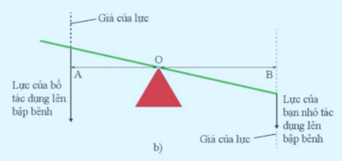 Giá của lực
O
A
B
Lực của bố
tác dụng lên
bập bênh
Lực của
bạn nhỏ tác
dụng lên
bập bênh
Giá của lực
b)